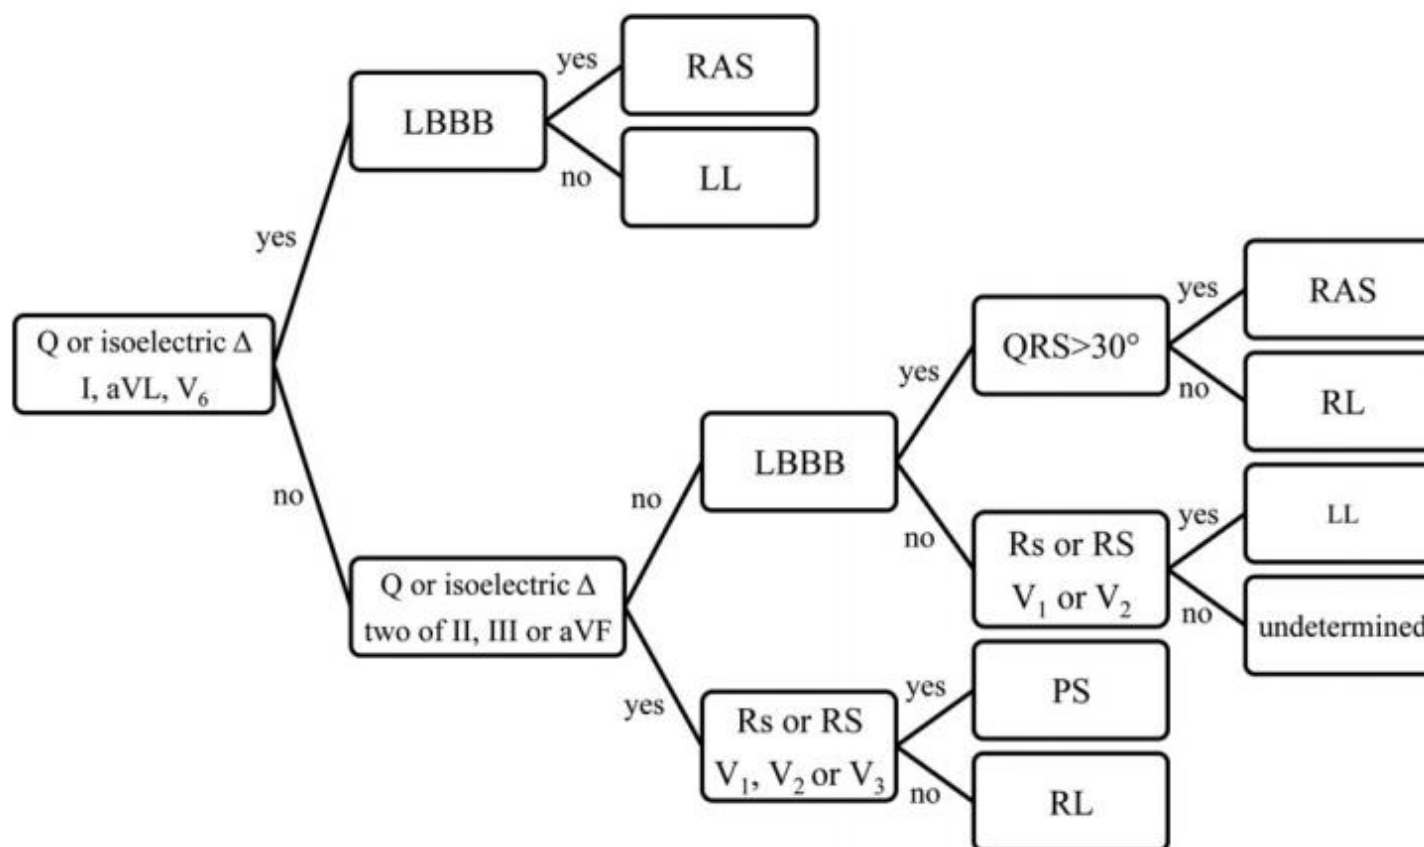 yes
RAS
LBBB
no
LL
yes
Q or isoelectric Δ
I, aVL, V₆
no
yes
RAS
QRS>30°
yes
no
RL
LBBB
no
no
yes
LL
Rs or RS
V₁ or V₂
no
undetermined
Q or isoelectric Δ
two of II, III or aVF
yes
yes
PS
Rs or RS
V₁, V₂ or V₃
no
RL